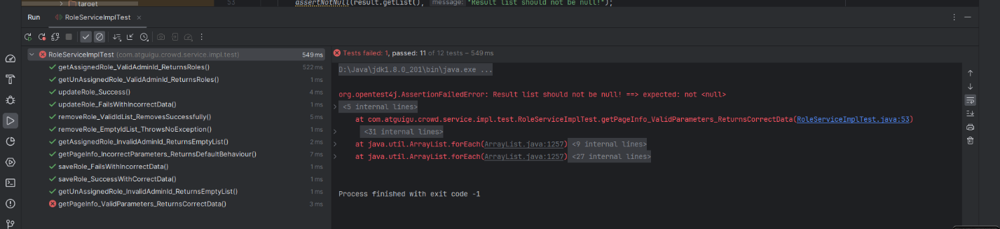 target
53 assertNotNull(result.getList(), message: "Result list should not be null!");
Run RoleServiceImplTest
RoleServiceImplTest (com.atguigu.crowd.service.impl.test) 549 ms
getAssignedRole_ValidAdminId_ReturnsRoles() 522 ms
getUnAssignedRole_ValidAdminId_ReturnsRoles() 1 ms
updateRole_Success() 4 ms
updateRole_FailsWithIncorrectData() 1 ms
removeRole_ValidIdList_RemovesSuccessfully() 5 ms
removeRole_EmptyIdList_ThrowsNoException() 1 ms
getAssignedRole_InvalidAdminId_ReturnsEmptyList() 2 ms
getPageInfo_IncorrectParameters_ReturnsDefaultBehaviour() 7 ms
saveRole_FailsWithIncorrectData() 1 ms
saveRole_SuccessWithCorrectData() 1 ms
getUnAssignedRole_InvalidAdminId_ReturnsEmptyList() 1 ms
getPageInfo_ValidParameters_ReturnsCorrectData() 3 ms
Tests failed: 1, passed: 11 of 12 tests – 549 ms
D:\Java\jdk1.8.0_201\bin\java.exe ...
org.opentest4j.AssertionFailedError: Result list should not be null! ==> expected: not <null>
<5 internal lines>
at com.atguigu.crowd.service.impl.test.RoleServiceImplTest.getPageInfo_ValidParameters_ReturnsCorrectData(RoleServiceImplTest.java:53)
<31 internal lines>
at java.util.ArrayList.forEach(ArrayList.java:1257) <9 internal lines>
at java.util.ArrayList.forEach(ArrayList.java:1257) <27 internal lines>
Process finished with exit code -1